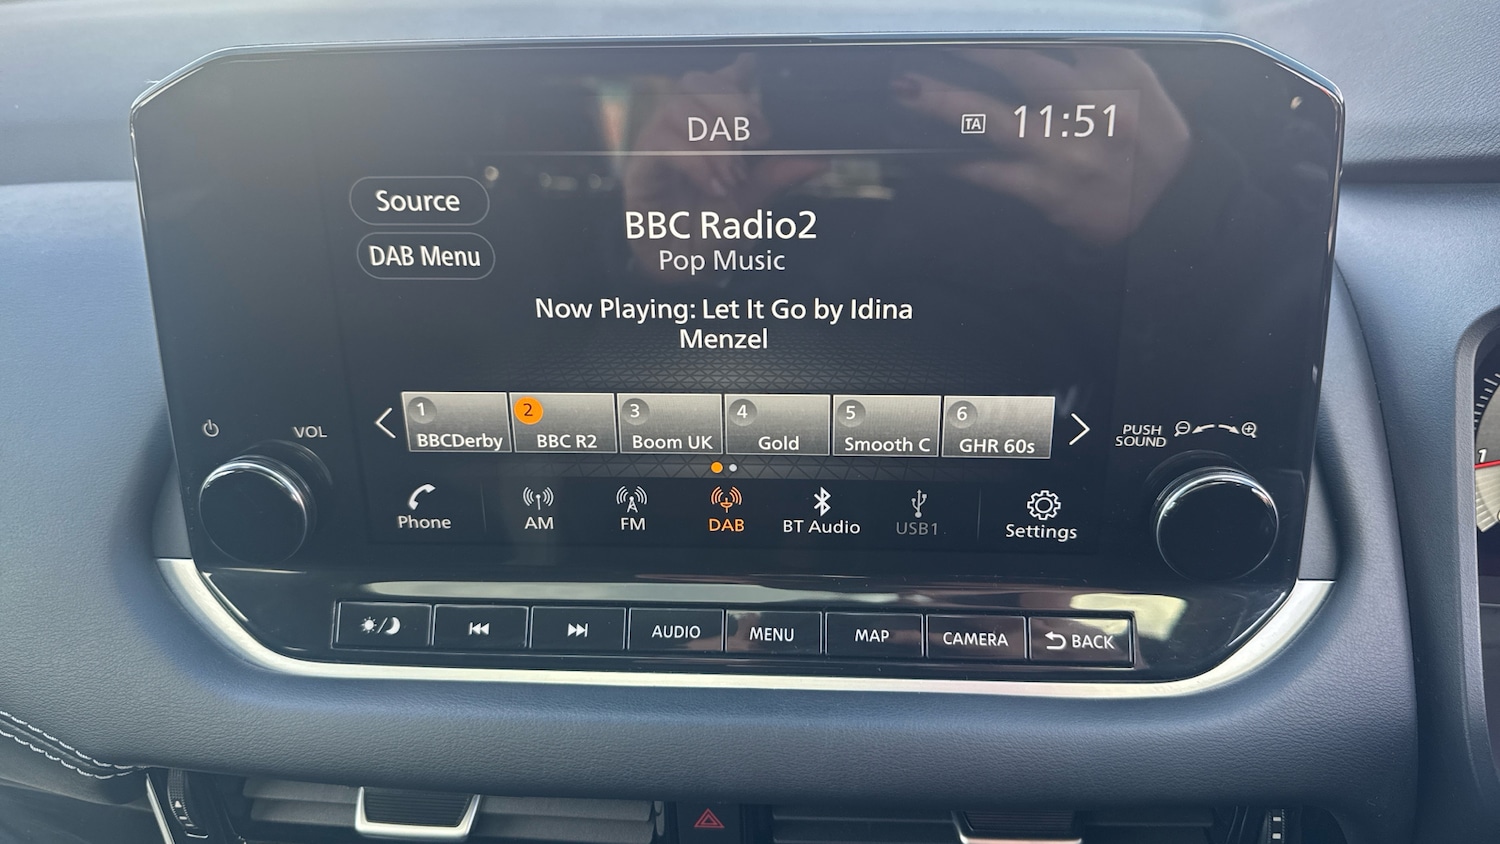 DAB
TA 11:51
Source
DAB Menu
BBC Radio2
Pop Music
Now Playing: Let It Go by Idina
Menzel
1 BBCDerby
2 BBC R2
3 Boom UK
4 Gold
5 Smooth C
6 GHR 60s
VOL
PUSH
SOUND
Phone
AM
FM
DAB
BT Audio
USB1
Settings
AUDIO
MENU
MAP
CAMERA
BACK
1